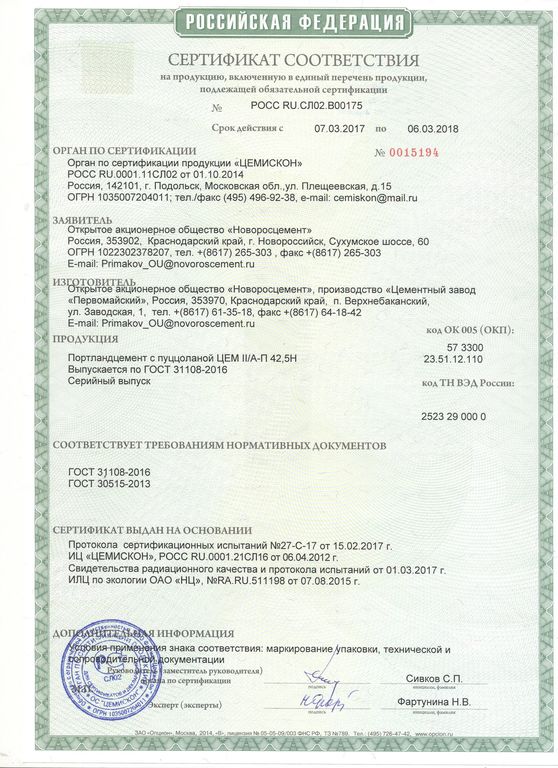 РОССИЙСКАЯ ФЕДЕРАЦИЯ
СЕРТИФИКАТ СООТВЕТСТВИЯ
на продукцию, включенную в единый перечень продукции,
подлежащей обязательной сертификации
№ РОСС RU.СЛ02.В00175
Срок действия с 07.03.2017 по 06.03.2018
№ 0015194
ОРГАН ПО СЕРТИФИКАЦИИ
Орган по сертификации продукции «ЦЕМИСКОН»
РОСС RU.0001.11СЛ02 от 01.10.2014
Россия, 142101, г. Подольск, Московская обл.,ул. Плещеевская, д.15
ОГРН 1035007204011; тел./факс (495) 496-92-38, e-mail: cemiskon@mail.ru
ЗАЯВИТЕЛЬ
Открытое акционерное общество «Новоросцемент»
Россия, 353902, Краснодарский край, г. Новороссийск, Сухумское шоссе, 60
ОГРН 1022302378207, тел. +(8617) 265-303 , факс +(8617) 265-303
E-mail: Primakov_OU@novoroscement.ru
ИЗГОТОВИТЕЛЬ
Открытое акционерное общество «Новоросцемент», производство «Цементный завод
«Первомайский», Россия, 353970, Краснодарский край, п. Верхнебаканский,
ул. Заводская, 1, тел. +(8617) 61-35-18, факс +(8617) 64-18-42
E-mail: Primakov_OU@novoroscement.ru
код ОК 005 (ОКП):
ПРОДУКЦИЯ
57 3300
Портландцемент с пуццоланой ЦЕМ II/А-П 42,5Н 23.51.12.110
Выпускается по ГОСТ 31108-2016
Серийный выпуск
код ТН ВЭД России:
2523 29 000 0
СООТВЕТСТВУЕТ ТРЕБОВАНИЯМ НОРМАТИВНЫХ ДОКУМЕНТОВ
ГОСТ 31108-2016
ГОСТ 30515-2013
СЕРТИФИКАТ ВЫДАН НА ОСНОВАНИИ
Протокола сертификационных испытаний №27-С-17 от 15.02.2017 г.
ИЦ «ЦЕМИСКОН», РОСС RU.0001.21СЛ16 от 06.04.2012 г.
Свидетельства радиационного качества и протокола испытаний от 01.03.2017 г.
ИЛЦ по экологии ОАО «НЦ», №RA.RU.511198 от 07.08.2015 г.
ДОПОЛНИТЕЛЬНАЯ ИНФОРМАЦИЯ
Условия применения знака соответствия: маркирование упаковки, технической и
сопроводительной документации
Руководитель (заместитель руководителя)
органа по сертификации
подпись
Сивков С.П.
инициалы, фамилия
Эксперт (эксперты)
подпись
Фартунина Н.В.
инициалы, фамилия
СЛ02
ОС "ЦЕМИСКОН"
ЗАО «Опцион», Москва, 2014, «В», лицензия № 05-05-09/003 ФНС РФ, ТЗ № 789. Тел.: (495) 726-47-42, www.opcion.ru